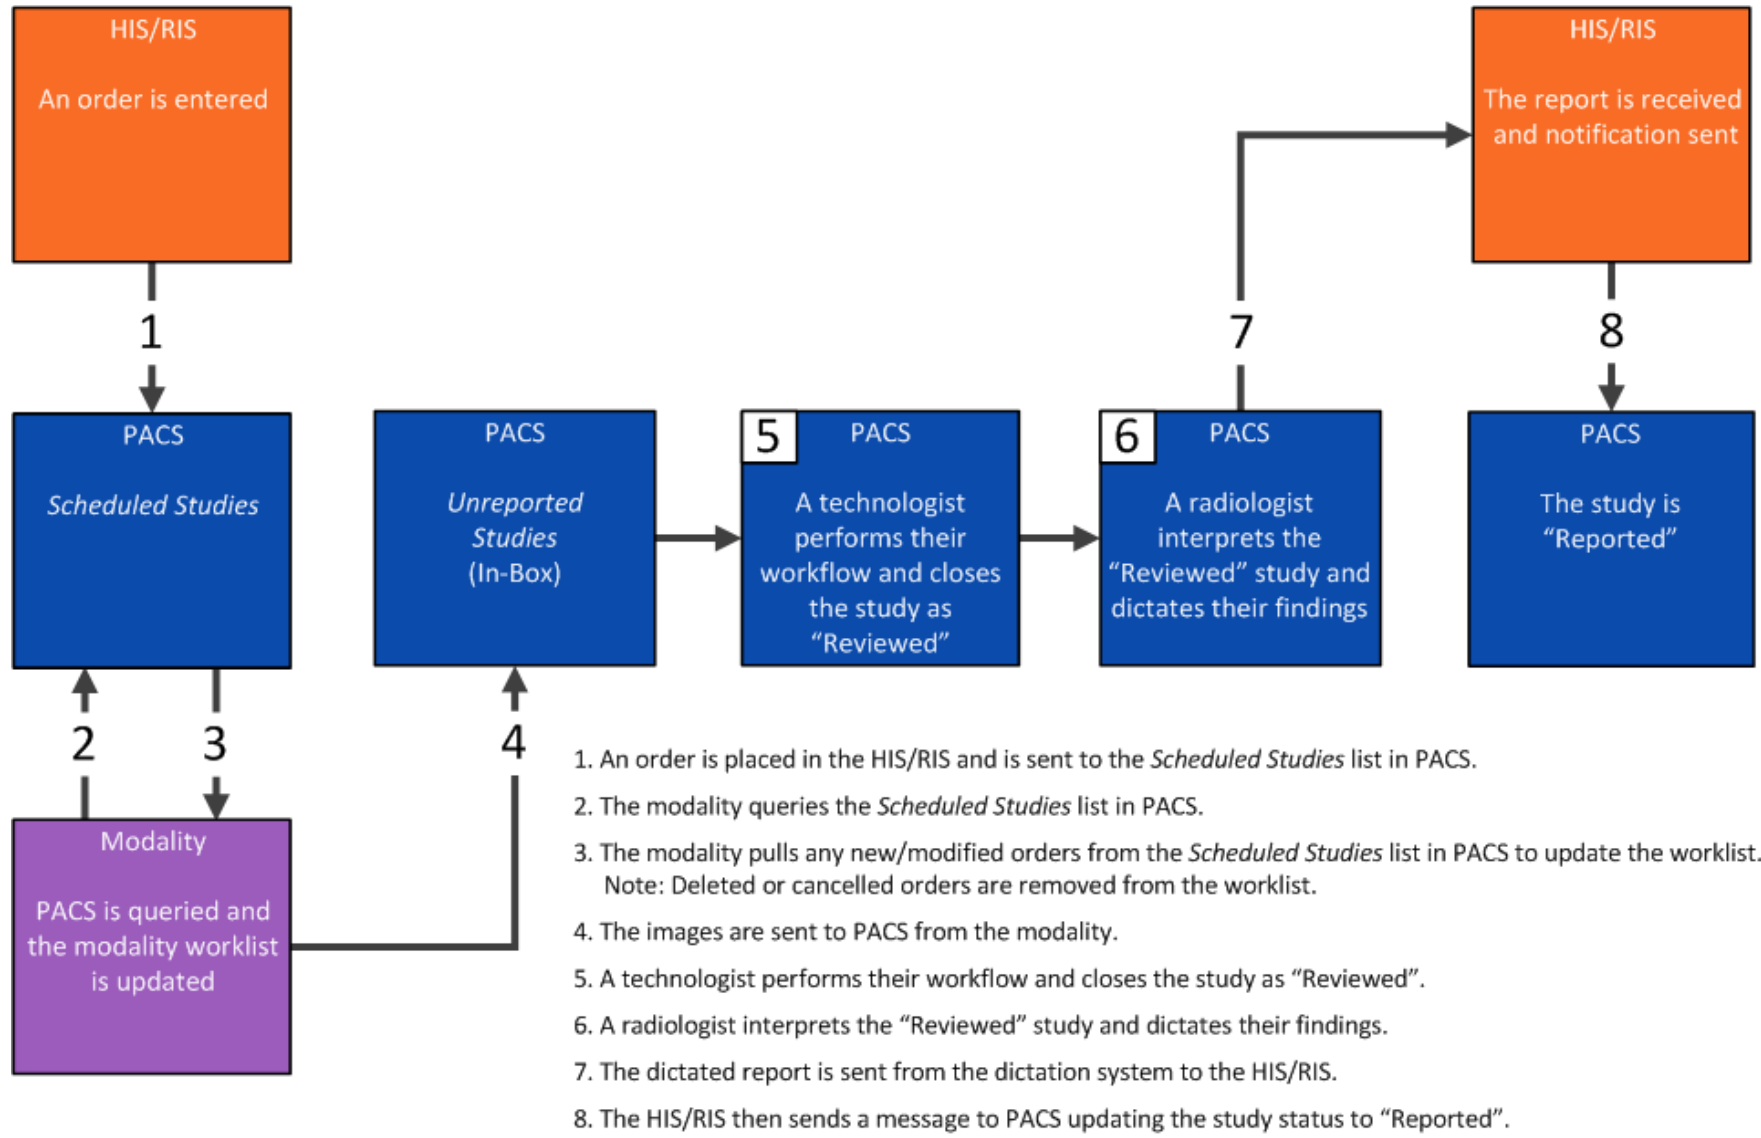 HIS/RIS
An order is entered
HIS/RIS
The report is received
and notification sent
1
7
8
PACS
Scheduled Studies
PACS
Unreported
Studies
(In-Box)
5
PACS
A technologist
performs their
workflow and closes
the study as
“Reviewed”
6
PACS
A radiologist
interprets the
“Reviewed” study and
dictates their findings
PACS
The study is
“Reported”
2
3
4
Modality
PACS is queried and
the modality worklist
is updated
1. An order is placed in the HIS/RIS and is sent to the Scheduled Studies list in PACS.
2. The modality queries the Scheduled Studies list in PACS.
3. The modality pulls any new/modified orders from the Scheduled Studies list in PACS to update the worklist.
Note: Deleted or cancelled orders are removed from the worklist.
4. The images are sent to PACS from the modality.
5. A technologist performs their workflow and closes the study as “Reviewed”.
6. A radiologist interprets the “Reviewed” study and dictates their findings.
7. The dictated report is sent from the dictation system to the HIS/RIS.
8. The HIS/RIS then sends a message to PACS updating the study status to “Reported”.